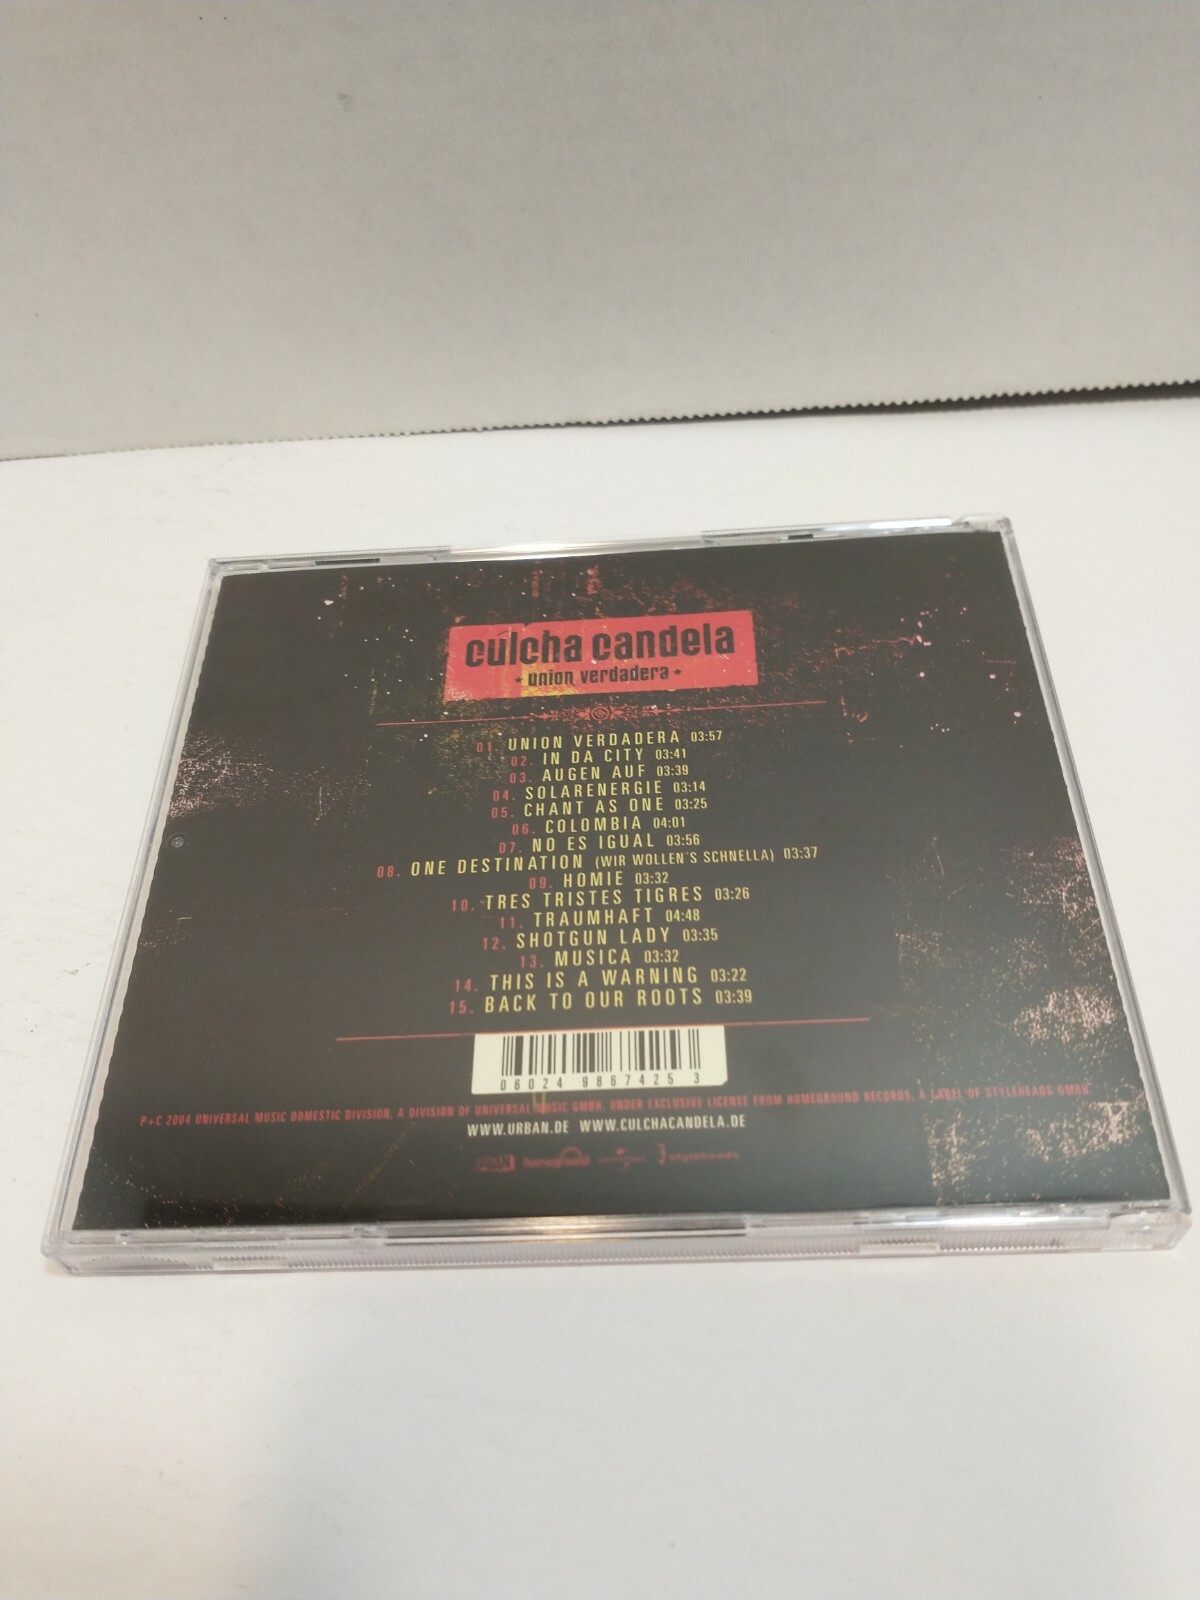 culcha candela
* union verdadera *
01. UNION VERDADERA 03:57
02. IN DA CITY 03:41
03. AUGEN AUF 03:39
04. SOLARENERGIE 03:14
05. CHANT AS ONE 03:25
06. COLOMBIA 04:01
07. NO ES IGUAL 03:56
08. ONE DESTINATION (WIR WOLLEN'S SCHNELLA) 03:37
09. HOMIE 03:32
10. TRES TRISTES TIGRES 03:26
11. TRAUMHAFT 04:48
12. SHOTGUN LADY 03:35
13. MUSICA 03:32
14. THIS IS A WARNING 03:22
15. BACK TO OUR ROOTS 03:39
06024 9867425 3
P+C 2004 UNIVERSAL MUSIC DOMESTIC DIVISION, A DIVISION OF UNIVERSAL MUSIC GMBH. UNDER EXCLUSIVE LICENSE FROM HOMEGROUND RECORDS, A LABEL OF STYLEHEADS GMBH
WWW.URBAN.DE WWW.CULCHACANDELA.DE
URBAN homeground UNIVERSAL styleheads